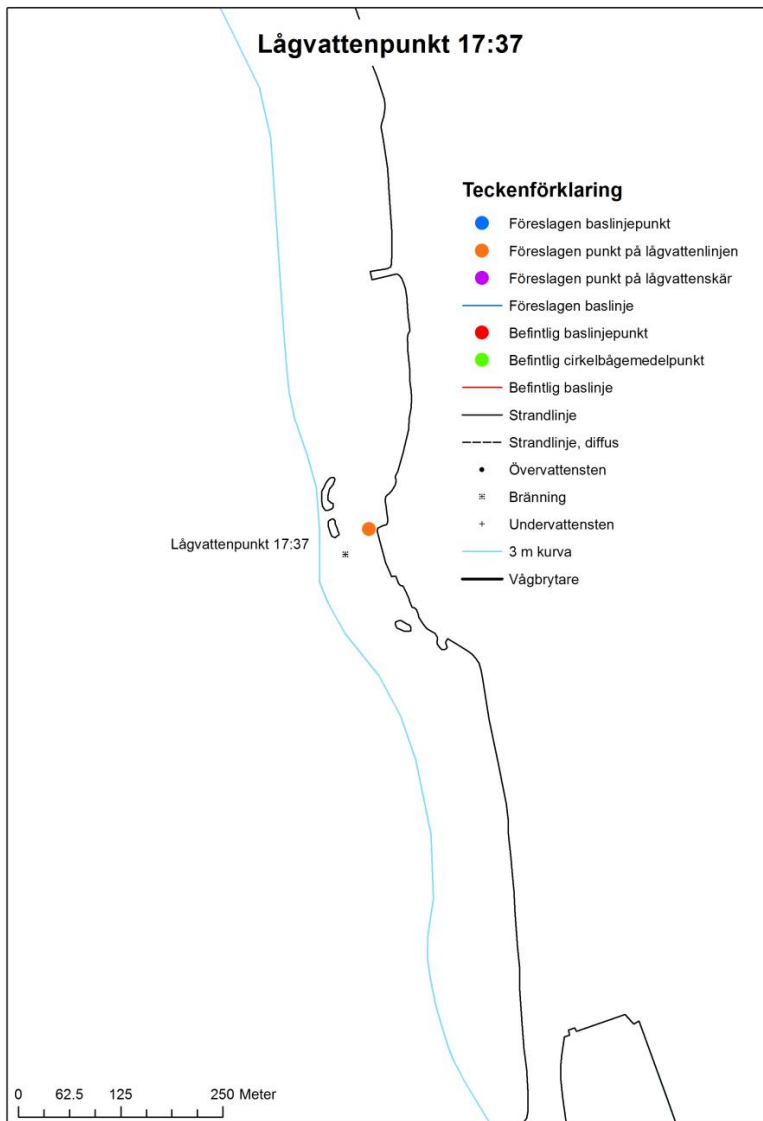 Lågvattenpunkt 17:37
Teckenförklaring
Föreslagen baslinjepunkt
Föreslagen punkt på lågvattenlinjen
Föreslagen punkt på lågvattenskär
Föreslagen baslinje
Befintlig baslinjepunkt
Befintlig cirkelbågemedelpunkt
Befintlig baslinje
Strandlinje
Strandlinje, diffus
Övervattensten
Bränning
Undervattensten
3 m kurva
Vågbrytare
Lågvattenpunkt 17:37
0 62.5 125 250 Meter